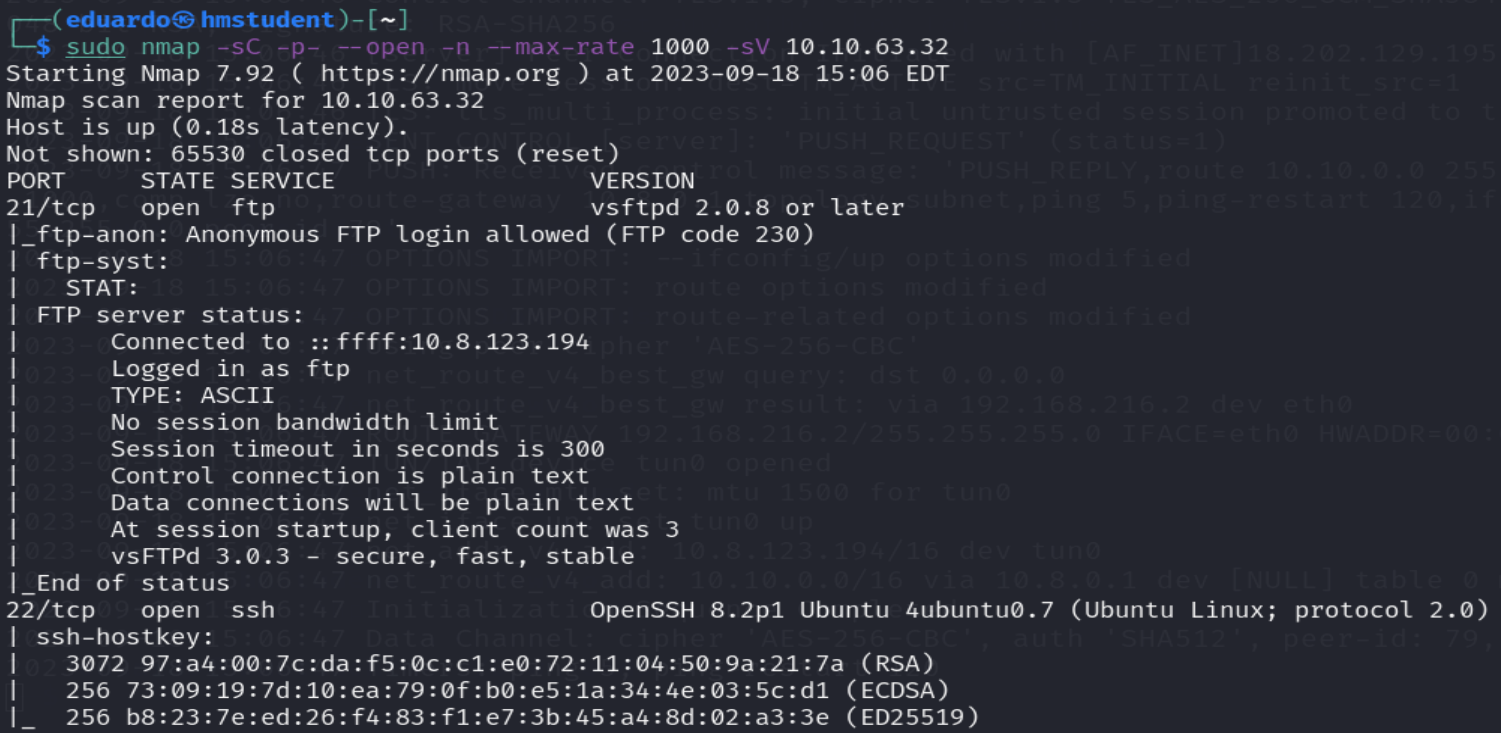 ┌──(eduardo㉿hmstudent)-[~]
└─$ sudo nmap -sC -p- --open -n --max-rate 1000 -sV 10.10.63.32
Starting Nmap 7.92 ( https://nmap.org ) at 2023-09-18 15:06 EDT
Nmap scan report for 10.10.63.32
Host is up (0.18s latency).
Not shown: 65530 closed tcp ports (reset)
PORT     STATE SERVICE                 VERSION
21/tcp   open  ftp                     vsftpd 2.0.8 or later
|_ftp-anon: Anonymous FTP login allowed (FTP code 230)
| ftp-syst:
|   STAT:
| FTP server status:
|      Connected to ::ffff:10.8.123.194
|      Logged in as ftp
|      TYPE: ASCII
|      No session bandwidth limit
|      Session timeout in seconds is 300
|      Control connection is plain text
|      Data connections will be plain text
|      At session startup, client count was 3
|      vsFTPd 3.0.3 - secure, fast, stable
|_End of status
22/tcp   open  ssh                     OpenSSH 8.2p1 Ubuntu 4ubuntu0.7 (Ubuntu Linux; protocol 2.0)
| ssh-hostkey:
|   3072 97:a4:00:7c:da:f5:0c:c1:e0:72:11:04:50:9a:21:7a (RSA)
|   256 73:09:19:7d:10:ea:79:0f:b0:e5:1a:34:4e:03:5c:d1 (ECDSA)
|_  256 b8:23:7e:ed:26:f4:83:f1:e7:3b:45:a4:8d:02:a3:3e (ED25519)